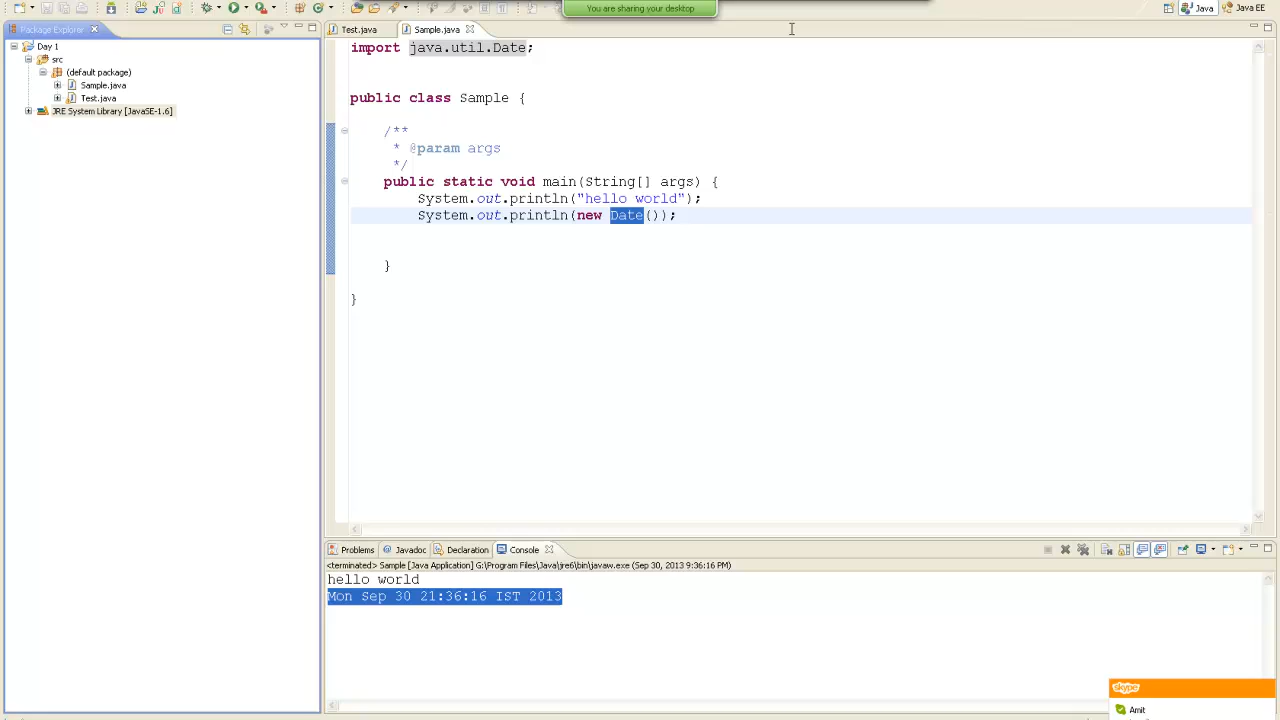 You are sharing your desktop
Java
Java EE
Package Explorer
Test.java
Sample.java
Day 1
src
(default package)
Sample.java
Test.java
JRE System Library [JavaSE-1.6]
import java.util.Date;
public class Sample {
/**
* @param args
*/
public static void main(String[] args) {
System.out.println("hello world");
System.out.println(new Date());
}
}
Problems
@ Javadoc
Declaration
Console
<terminated> Sample [Java Application] G:\Program Files\Java\jre6\bin\javaw.exe (Sep 30, 2013 9:36:16 PM)
hello world
Mon Sep 30 21:36:16 IST 2013
skype
Amit